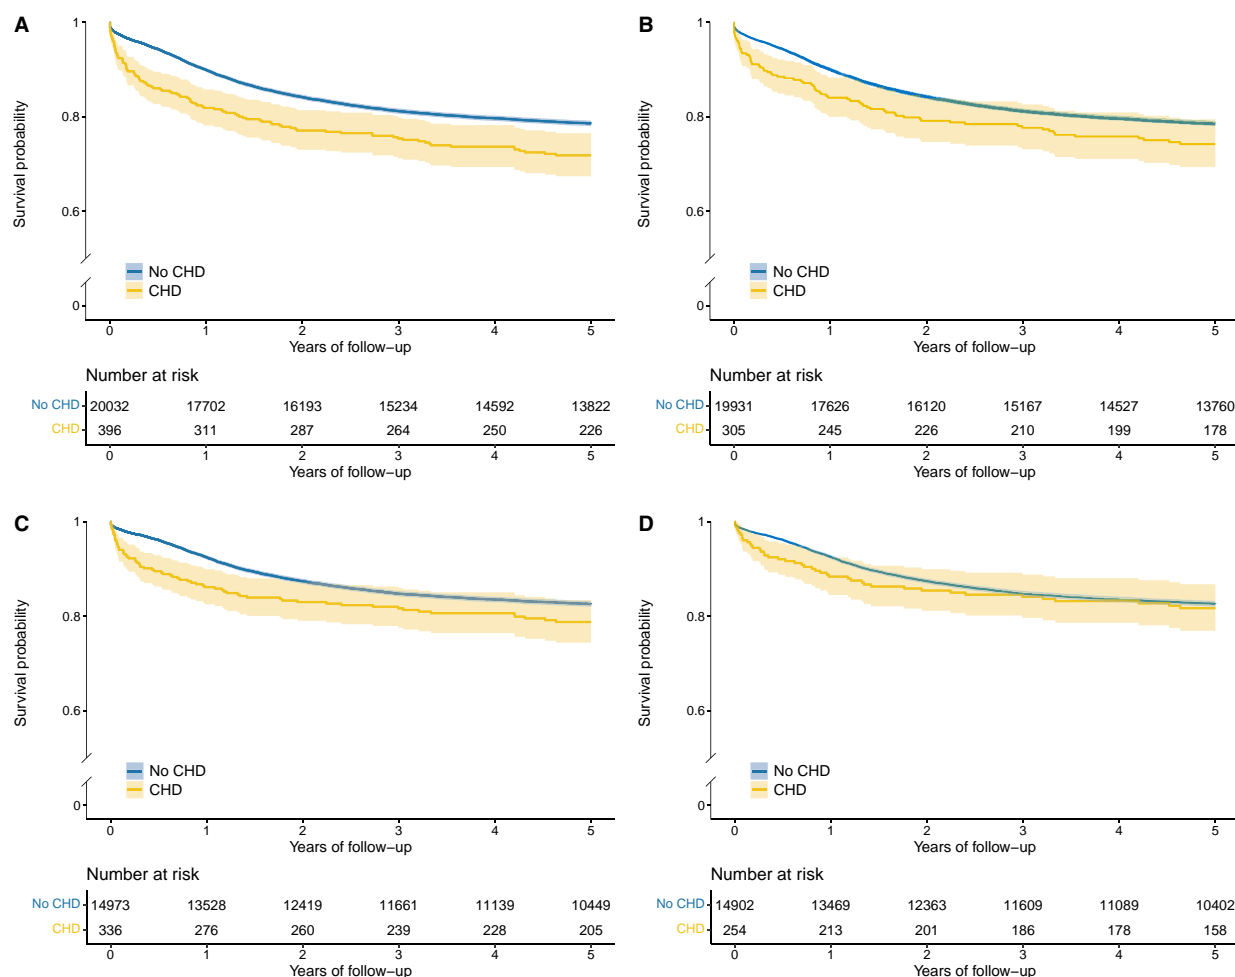 A
1
0.8
0.6
0
Survival probability
No CHD
CHD
0 1 2 3 4 5
Years of follow−up
Number at risk
No CHD 20032 17702 16193 15234 14592 13822
CHD 396 311 287 264 250 226
0 1 2 3 4 5
Years of follow−up
B
1
0.8
0.6
0
Survival probability
No CHD
CHD
0 1 2 3 4 5
Years of follow−up
Number at risk
No CHD 19931 17626 16120 15167 14527 13760
CHD 305 245 226 210 199 178
0 1 2 3 4 5
Years of follow−up
C
1
0.8
0.6
0
Survival probability
No CHD
CHD
0 1 2 3 4 5
Years of follow−up
Number at risk
No CHD 14973 13528 12419 11661 11139 10449
CHD 336 276 260 239 228 205
0 1 2 3 4 5
Years of follow−up
D
1
0.8
0.6
0
Survival probability
No CHD
CHD
0 1 2 3 4 5
Years of follow−up
Number at risk
No CHD 14902 13469 12363 11609 11089 10402
CHD 254 213 201 186 178 158
0 1 2 3 4 5
Years of follow−up